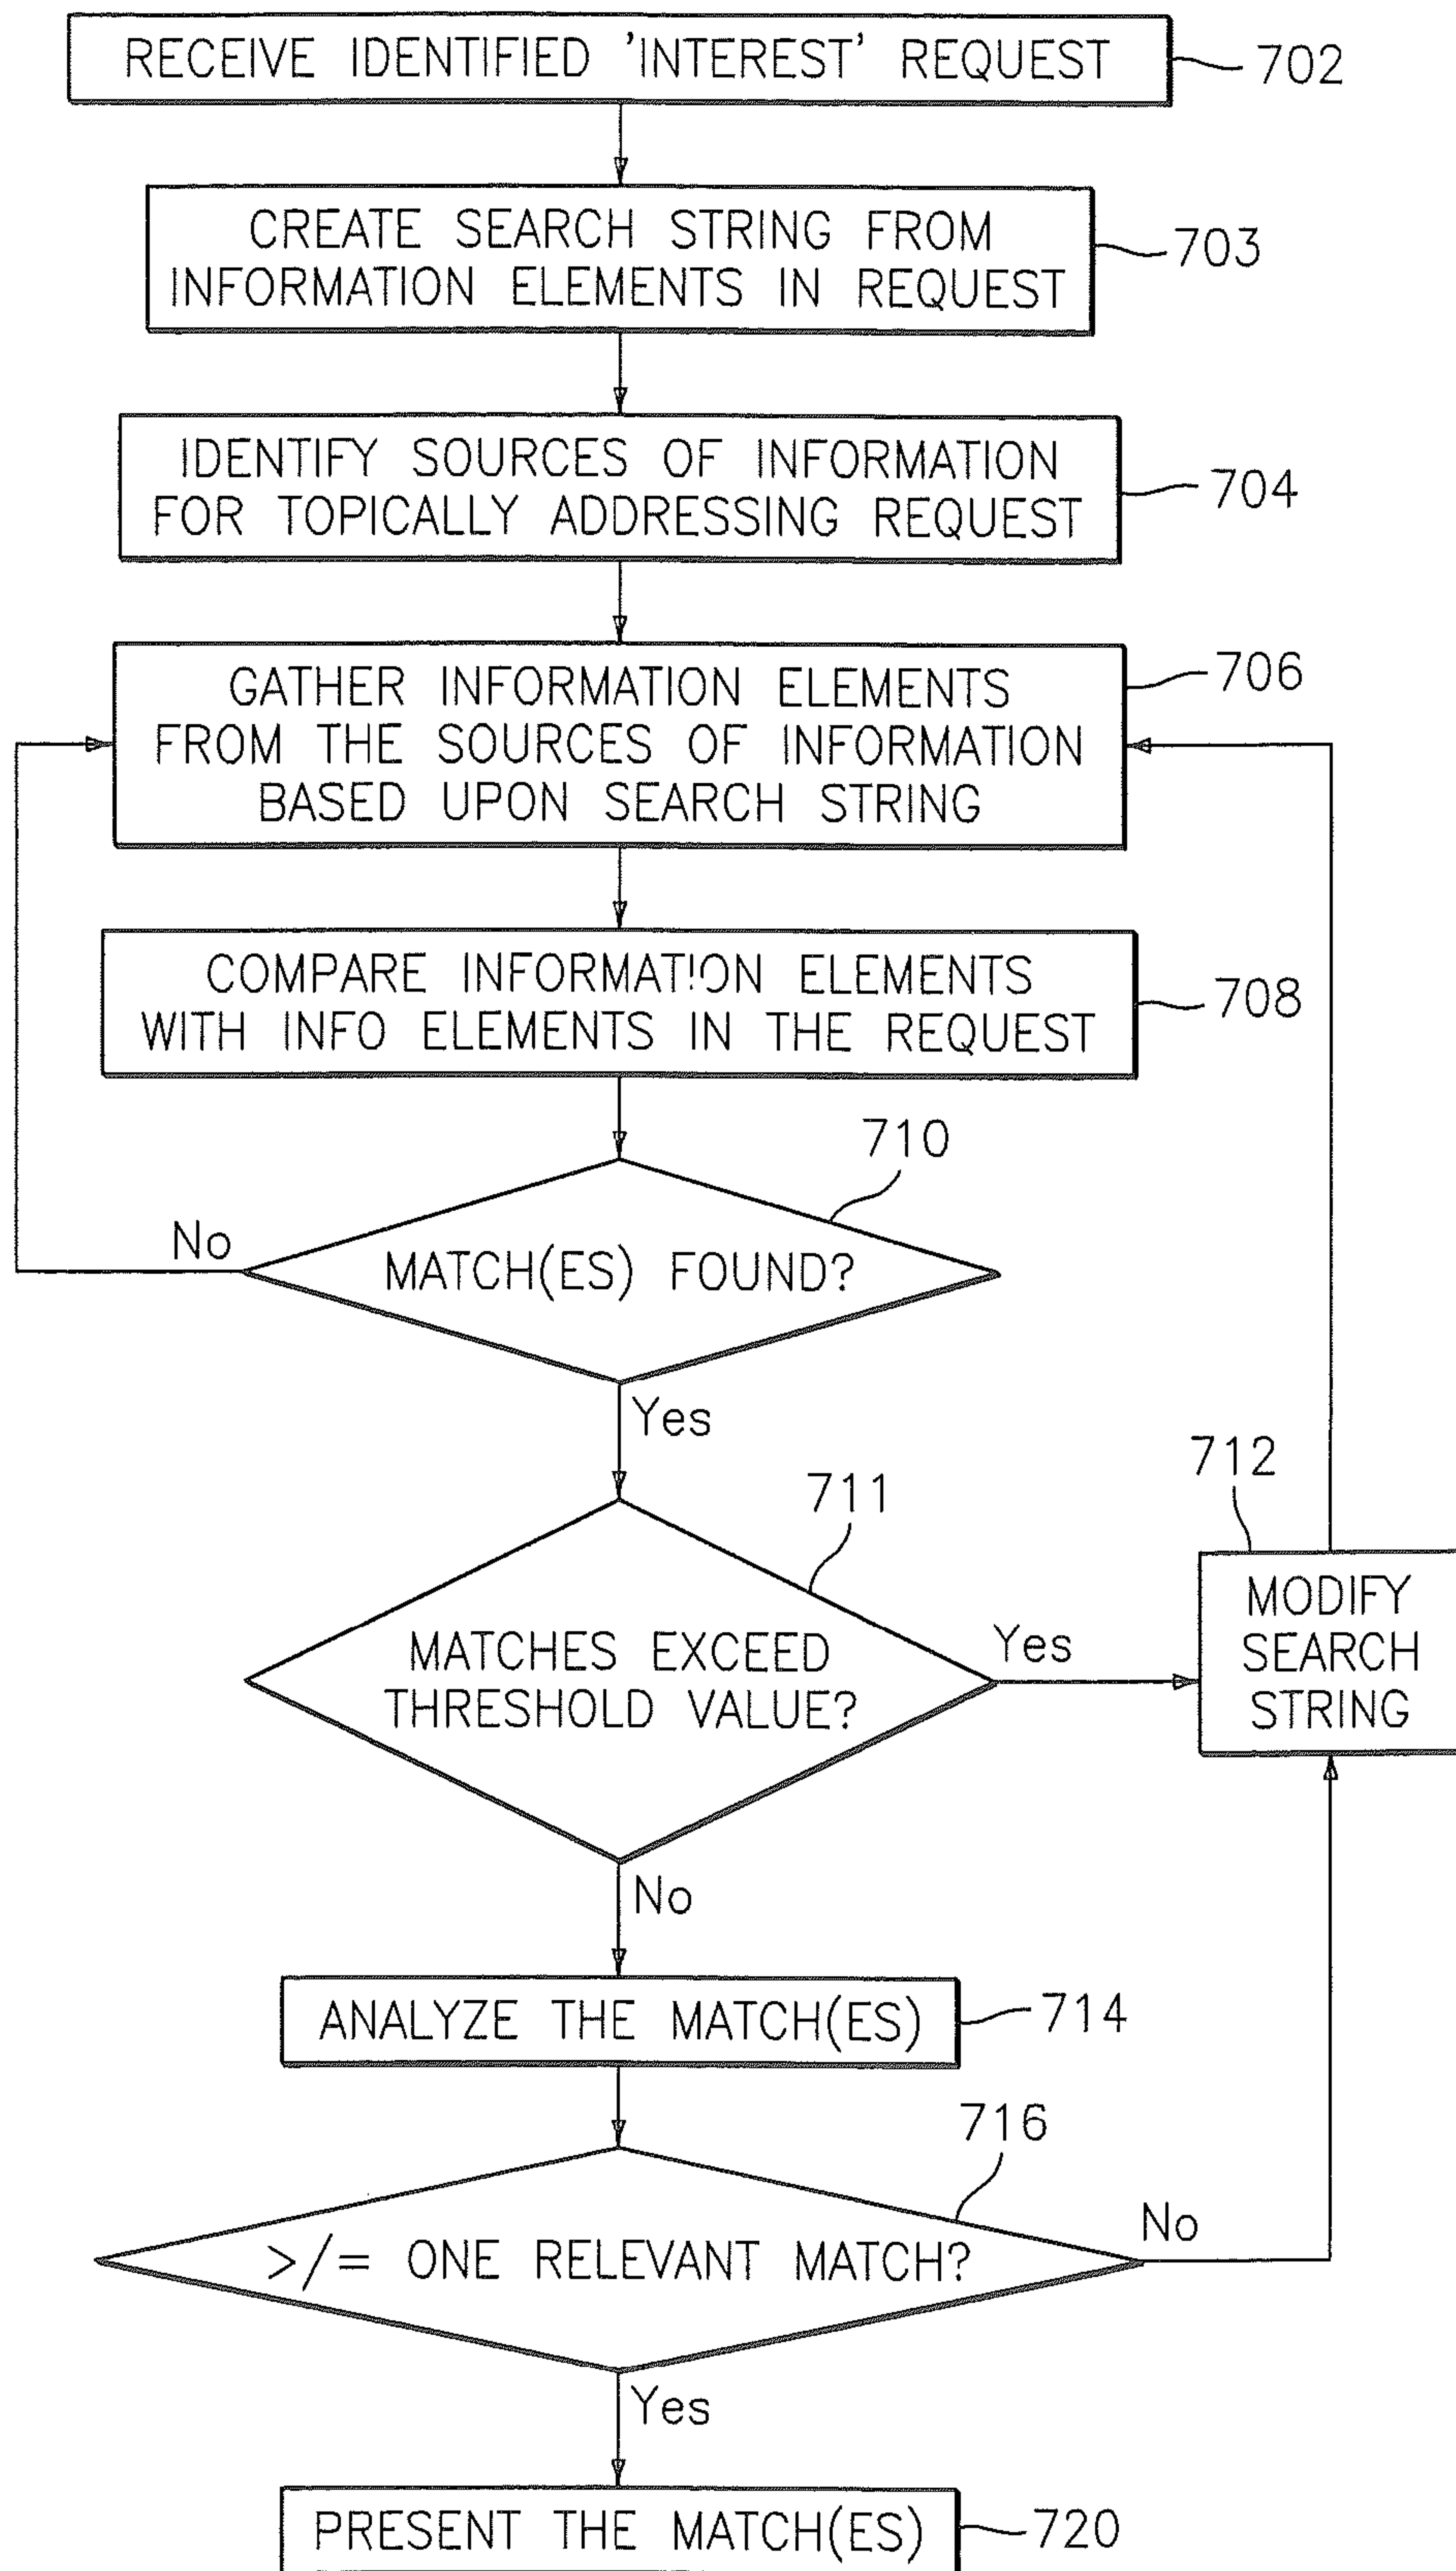 RECEIVE IDENTIFIED 'INTEREST' REQUEST
702
CREATE SEARCH STRING FROM
INFORMATION ELEMENTS IN REQUEST
703
IDENTIFY SOURCES OF INFORMATION
FOR TOPICALLY ADDRESSING REQUEST
704
GATHER INFORMATION ELEMENTS
FROM THE SOURCES OF INFORMATION
BASED UPON SEARCH STRING
706
COMPARE INFORMATION ELEMENTS
WITH INFO ELEMENTS IN THE REQUEST
708
710
No
MATCH(ES) FOUND?
Yes
711
MATCHES EXCEED
THRESHOLD VALUE?
Yes
712
MODIFY
SEARCH
STRING
No
ANALYZE THE MATCH(ES)
714
716
>/= ONE RELEVANT MATCH?
No
Yes
PRESENT THE MATCH(ES)
720